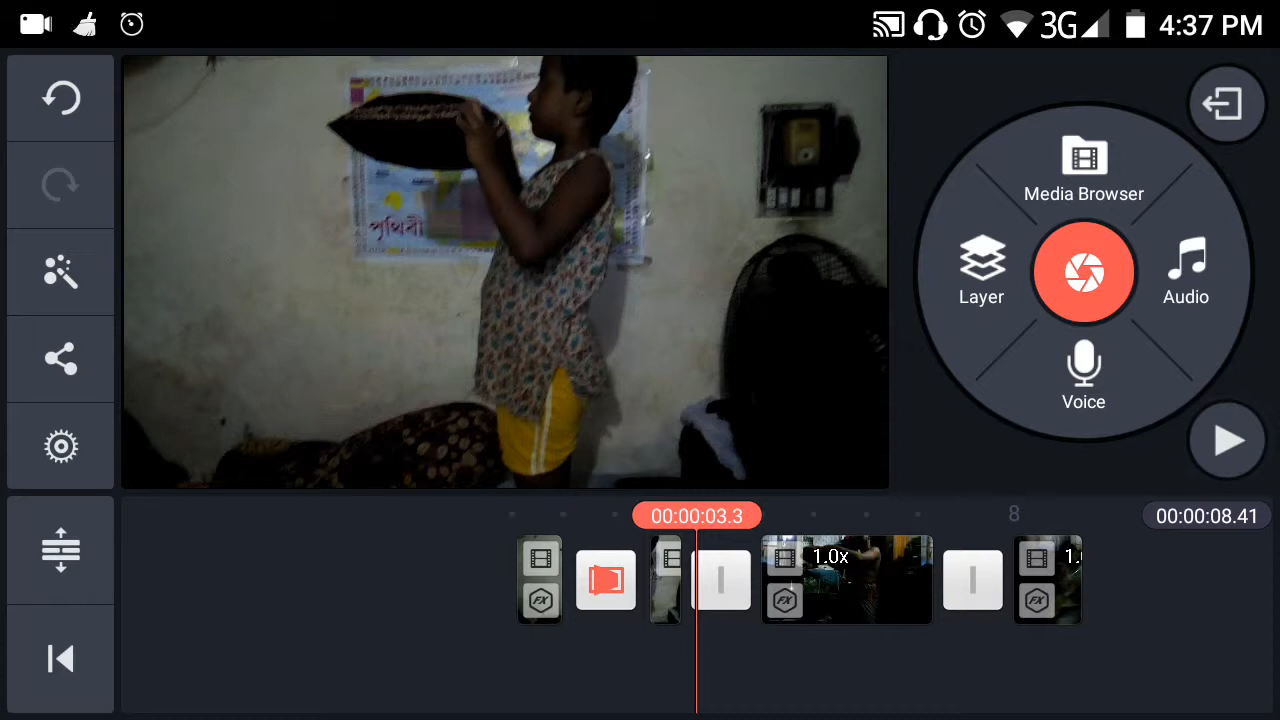 3G 4:37 PM
পৃথিবী
Media Browser
Layer
Audio
Voice
00:00:03.3
8
00:00:08.41
1.0x
1.
FX
FX
FX